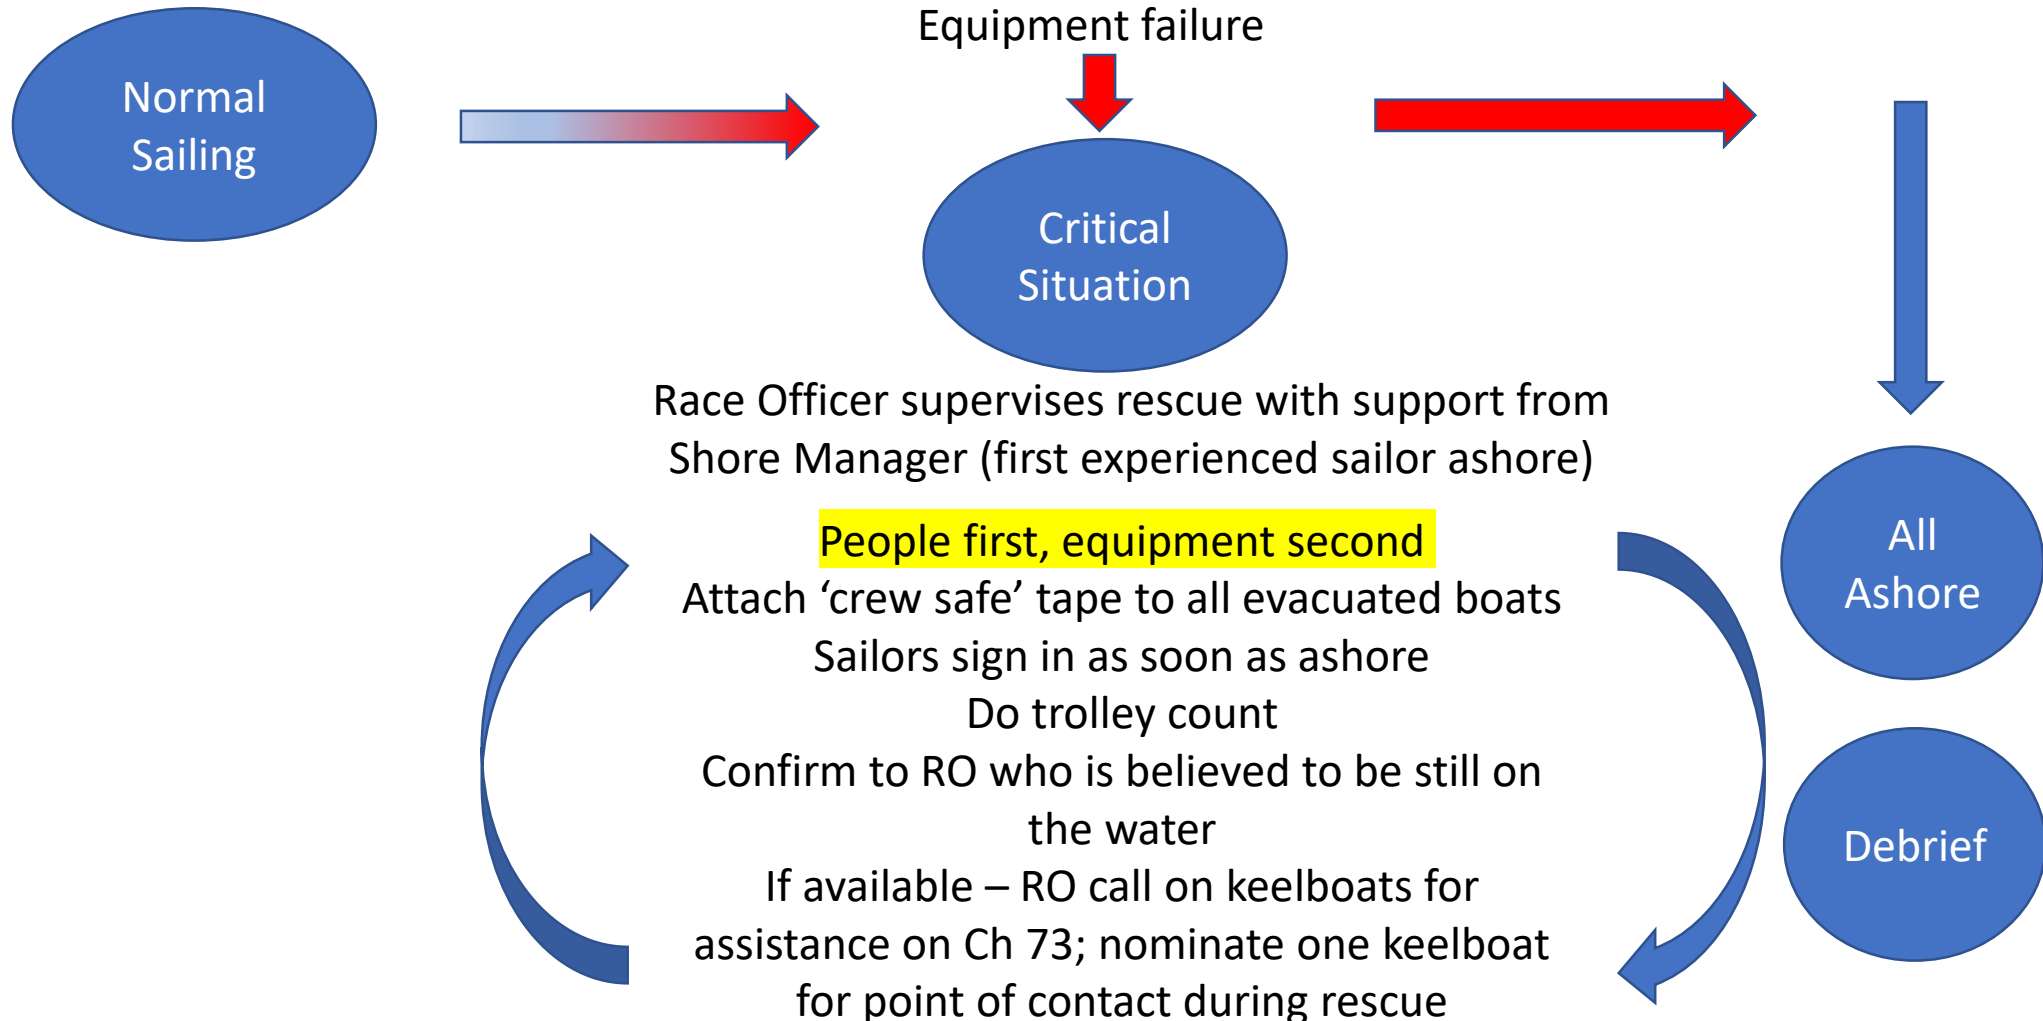 Equipment failure
Normal
Sailing
Critical
Situation
Race Officer supervises rescue with support from
Shore Manager (first experienced sailor ashore)
People first, equipment second
Attach ‘crew safe’ tape to all evacuated boats
Sailors sign in as soon as ashore
Do trolley count
Confirm to RO who is believed to be still on
the water
If available – RO call on keelboats for
assistance on Ch 73; nominate one keelboat
for point of contact during rescue
All
Ashore
Debrief